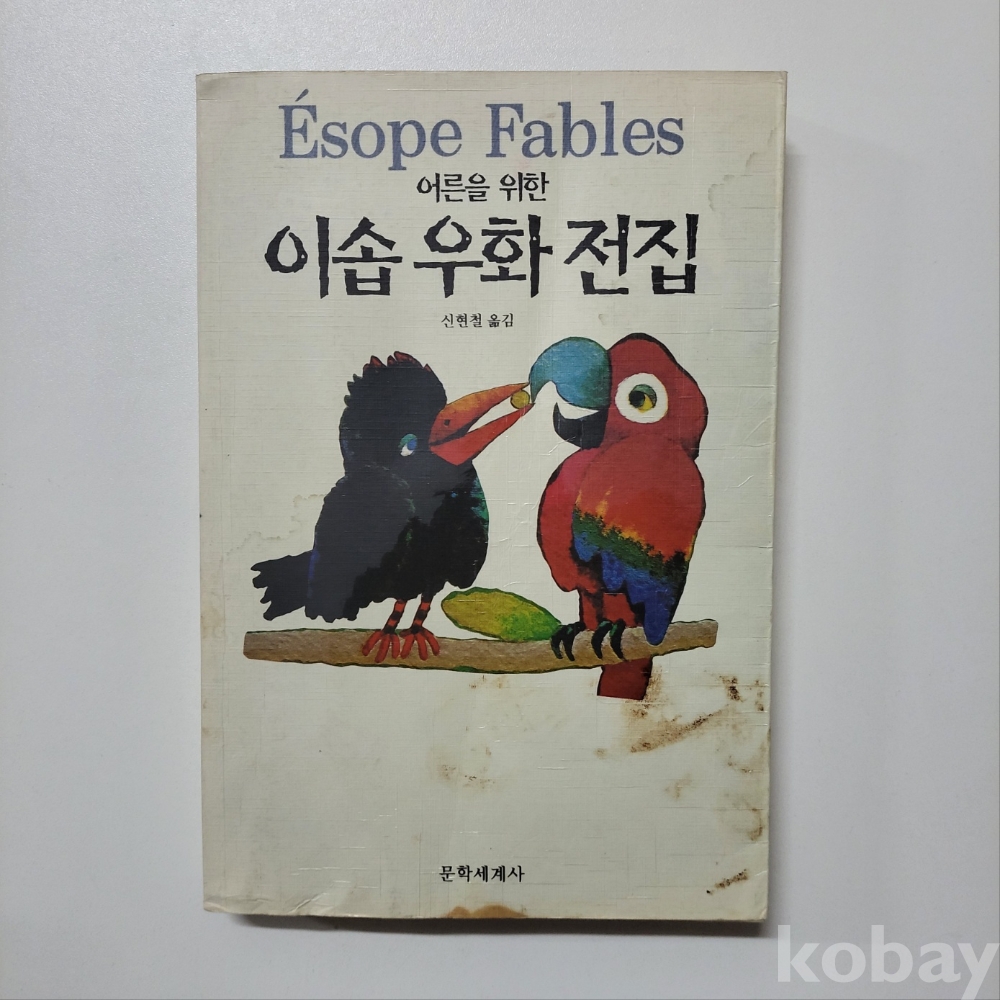 Ésope Fables
어른을 위한
이솝 우화 전집
신현철 옮김
문학세계사
kobay